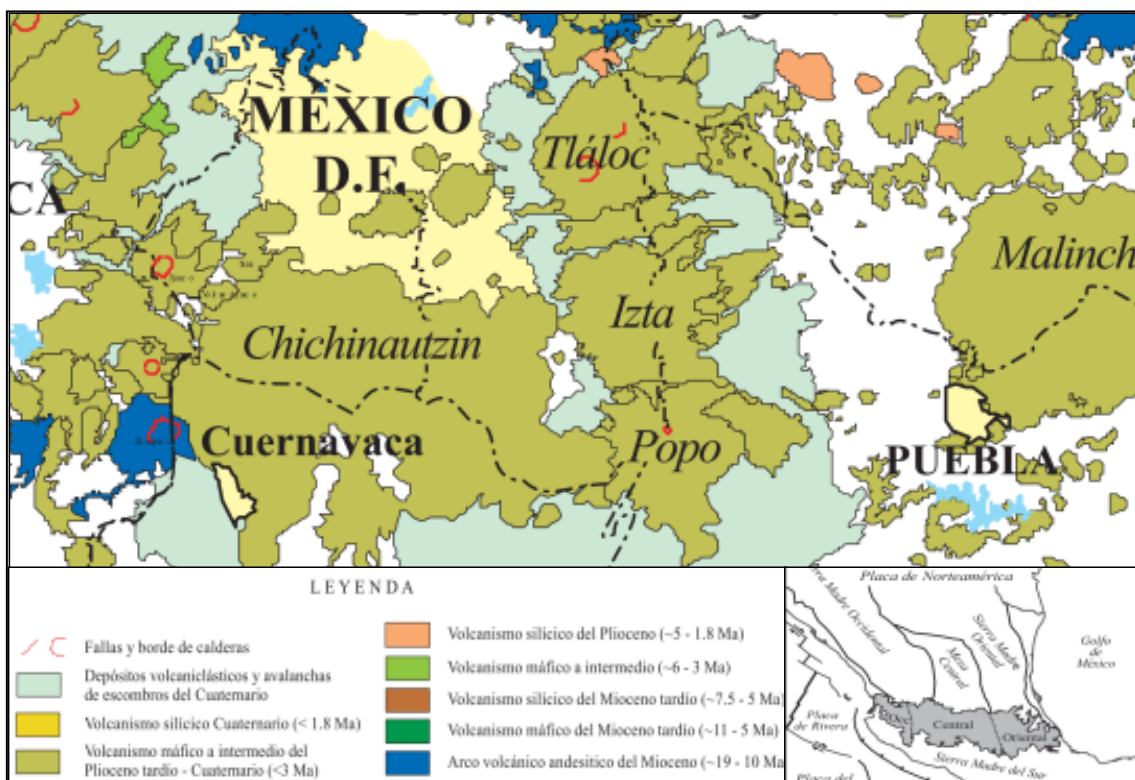 MÉXICO
D.F.
Tláloc
CA
Malinch
Izta
Chichinautzin
Cuernavaca
Popo
PUEBLA
LEYENDA
Fallas y borde de calderas
Depósitos volcaniclásticos y avalanchas
de escombros del Cuaternario
Volcanismo silícico Cuaternario (< 1.8 Ma)
Volcanismo máfico a intermedio del
Plioceno tardío - Cuaternario (<3 Ma)
Volcanismo silícico del Plioceno (~5 - 1.8 Ma)
Volcanismo máfico a intermedio (~6 - 3 Ma)
Volcanismo silícico del Mioceno tardío (~7.5 - 5 Ma)
Volcanismo máfico del Mioceno tardío (~11 - 5 Ma)
Arco volcánico andesítico del Mioceno (~19 - 10 Ma)
Placa de Norteamérica
Sierra Madre Occidental
Mesa
Central
Sierra Madre
Oriental
Golfo
de México
Placa
de Rivera
Occ.
Central
Oriental
Sierra Madre del Sur
Placa del